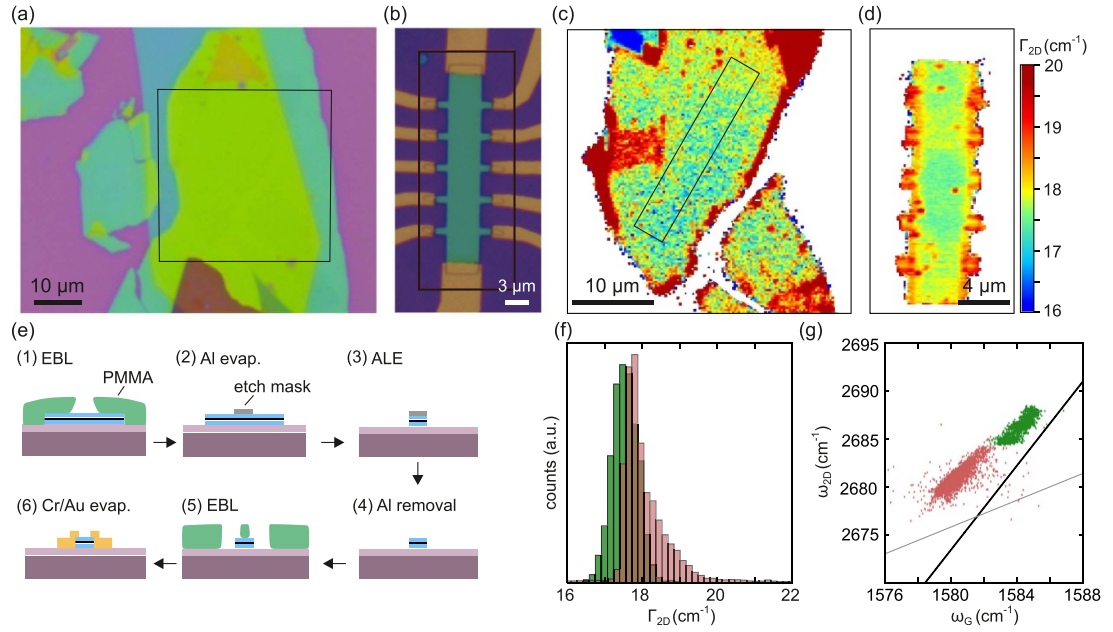 (a)
10 μm
(b)
3 μm
(c)
10 μm
(d)
4 μm
Γ2D (cm-1)
20
19
18
17
16
(e)
(1) EBL
PMMA
(2) Al evap.
etch mask
(3) ALE
(6) Cr/Au evap.
(5) EBL
(4) Al removal
(f)
counts (a.u.)
16 18 20 22
Γ2D (cm-1)
(g)
ω2D (cm-1)
2695
2690
2685
2680
2675
1576 1580 1584 1588
ωG (cm-1)